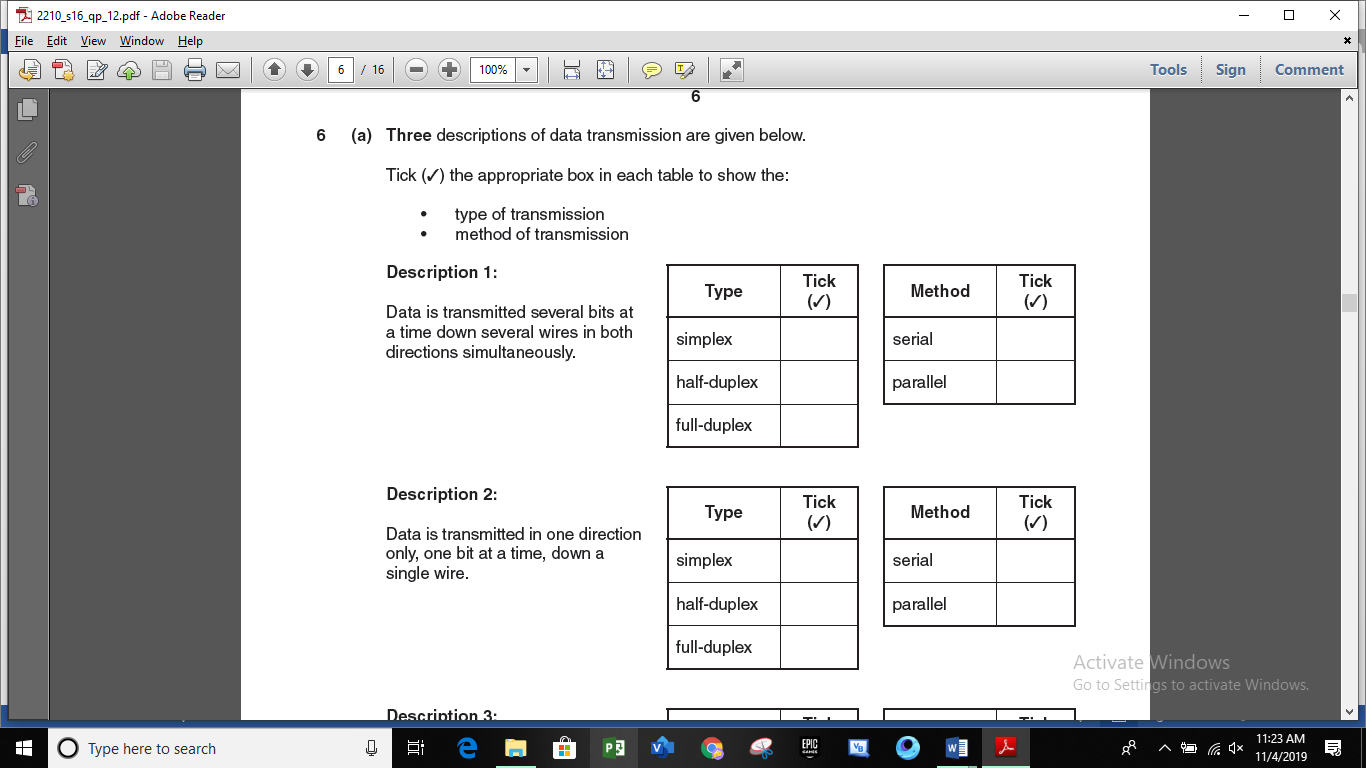 2210_s16_qp_12.pdf - Adobe Reader
File Edit View Window Help
6 / 16 100% Tools Sign Comment
6
6 (a) Three descriptions of data transmission are given below.
Tick (✓) the appropriate box in each table to show the:
• type of transmission
• method of transmission
Description 1:
Data is transmitted several bits at
a time down several wires in both
directions simultaneously.
Type Tick (✓)
simplex
half-duplex
full-duplex
Method Tick (✓)
serial
parallel
Description 2:
Data is transmitted in one direction
only, one bit at a time, down a
single wire.
Type Tick (✓)
simplex
half-duplex
full-duplex
Method Tick (✓)
serial
parallel
Activate Windows
Go to Settings to activate Windows.
Description 3:
Tick Tick
Type here to search
EPIC GAMES
11:23 AM
11/4/2019